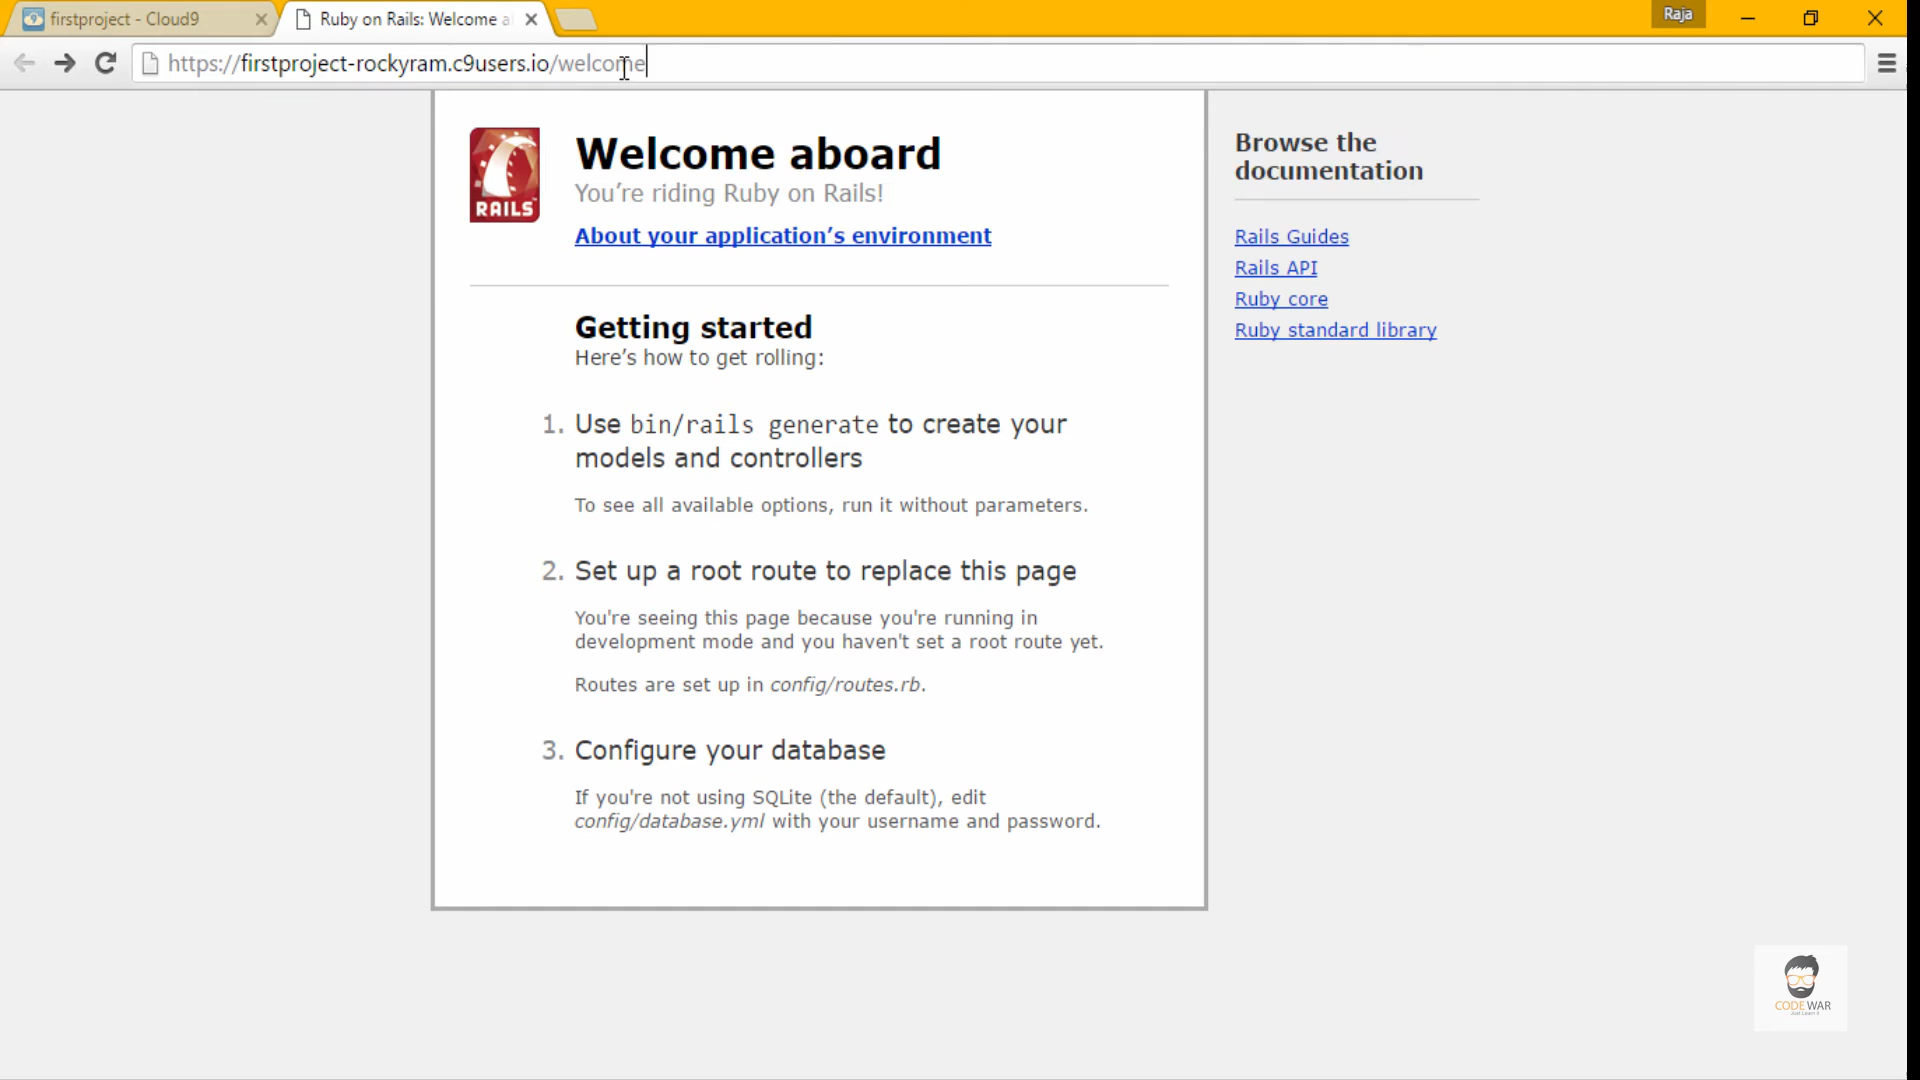 firstproject - Cloud9
Ruby on Rails: Welcome a
Raja
https://firstproject-rockyram.c9users.io/welcome
RAILS
Welcome aboard
You’re riding Ruby on Rails!
About your application’s environment
Getting started
Here’s how to get rolling:
1. Use bin/rails generate to create your
models and controllers
To see all available options, run it without parameters.
2. Set up a root route to replace this page
You're seeing this page because you're running in
development mode and you haven't set a root route yet.
Routes are set up in config/routes.rb.
3. Configure your database
If you're not using SQLite (the default), edit
config/database.yml with your username and password.
Browse the
documentation
Rails Guides
Rails API
Ruby core
Ruby standard library
CODE WAR
Just Learn it